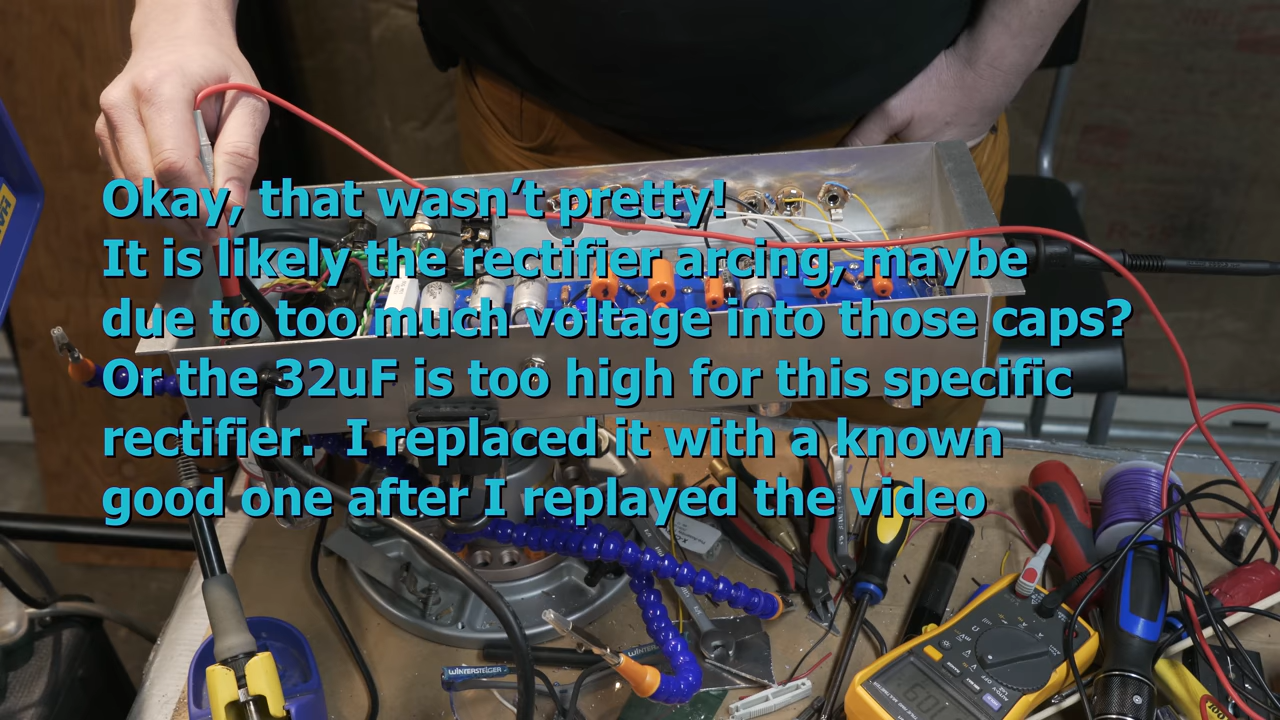 Okay, that wasn't pretty!
It is likely the rectifier arcing, maybe
due to too much voltage into those caps?
Or the 32uF is too high for this specific
rectifier.  I replaced it with a known
good one after I replayed the video
WINTERSTEIGER
OFF